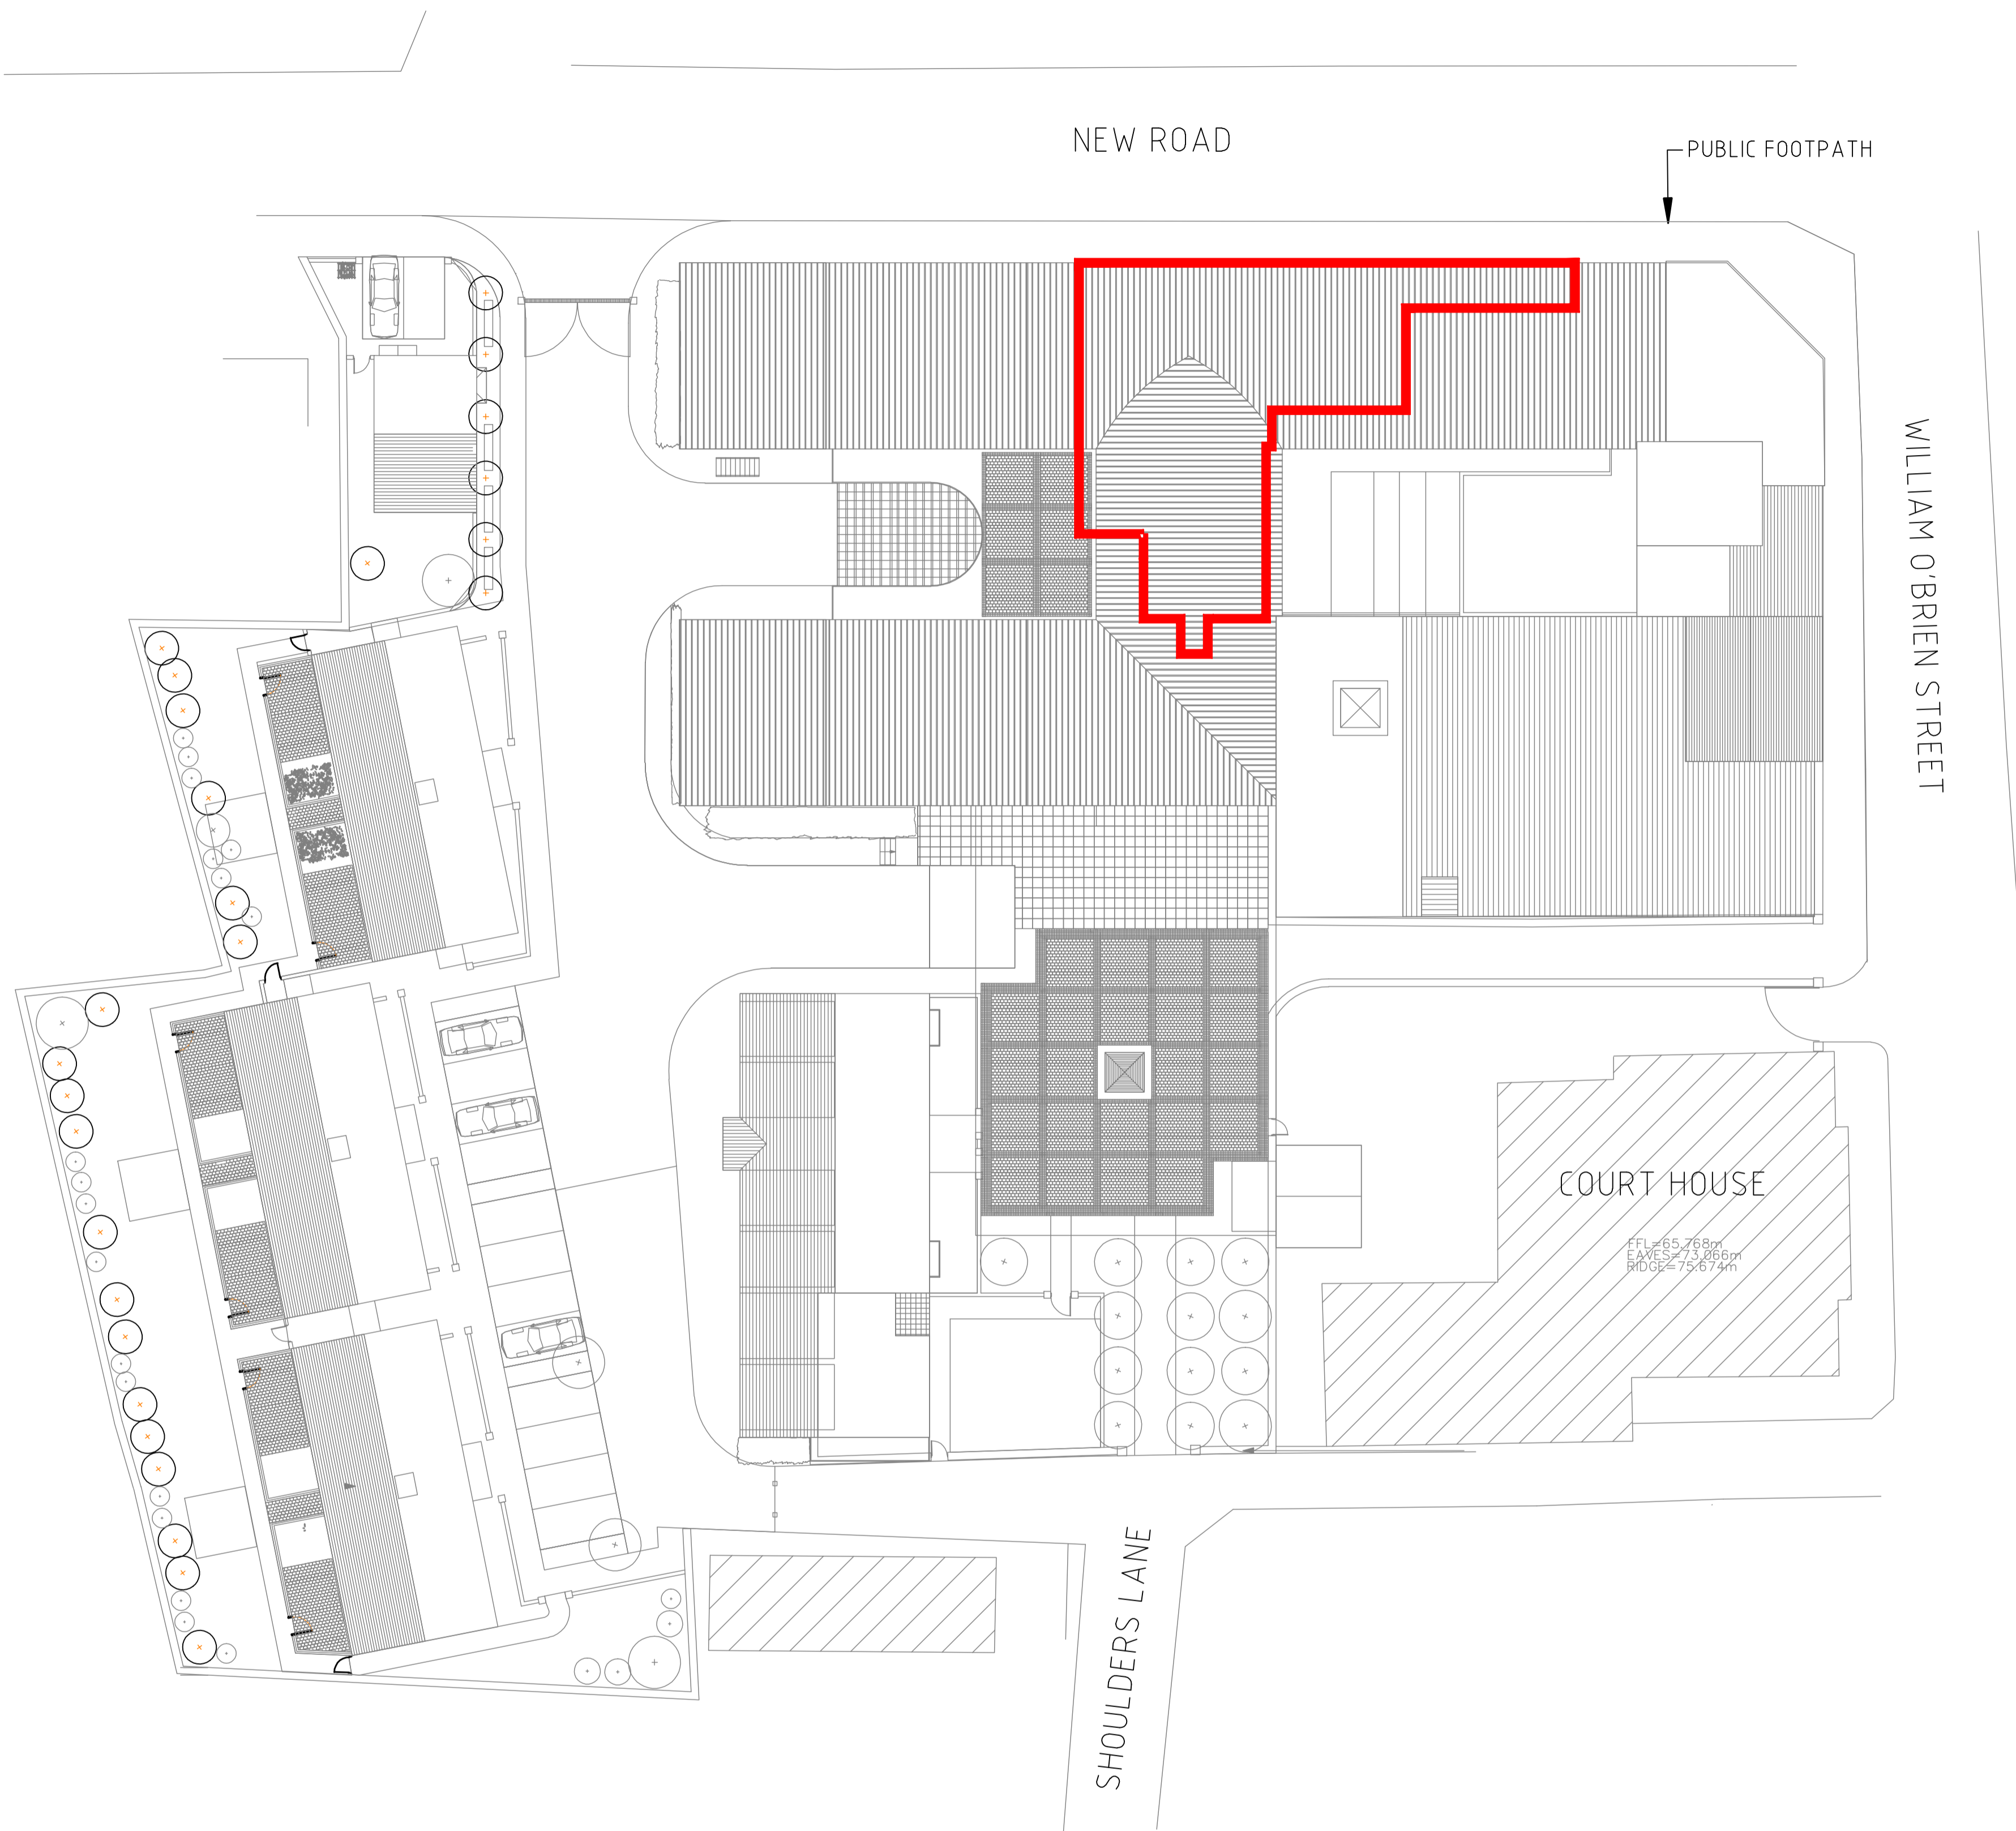 NEW ROAD
PUBLIC FOOTPATH
WILLIAM O'BRIEN STREET
COURT HOUSE
FFL=65.768m
EAVES=73.066m
RIDGE=75.674m
SHOULDERS LANE